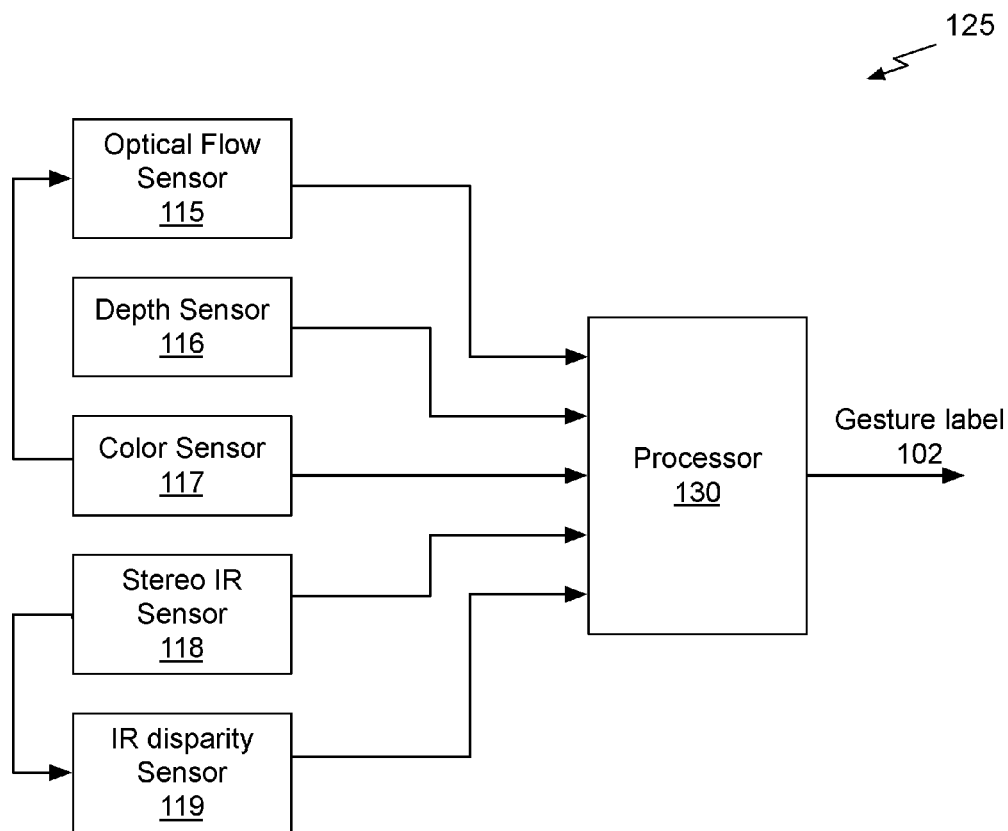 125
Optical Flow
Sensor
115
Depth Sensor
116
Color Sensor
117
Stereo IR
Sensor
118
IR disparity
Sensor
119
Processor
130
Gesture label
102